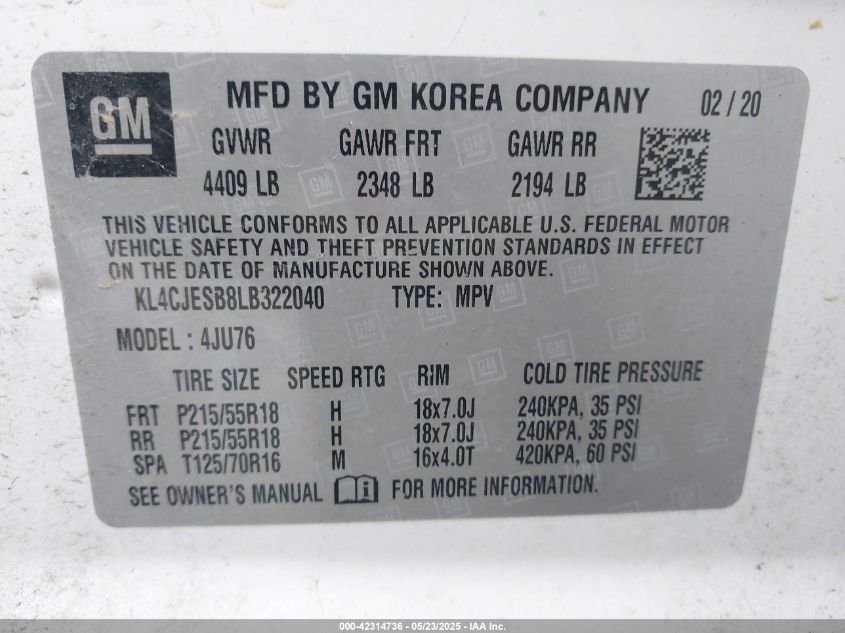 GM
MFD BY GM KOREA COMPANY 02 / 20
GVWR GAWR FRT GAWR RR
4409 LB 2348 LB 2194 LB
THIS VEHICLE CONFORMS TO ALL APPLICABLE U.S. FEDERAL MOTOR
VEHICLE SAFETY AND THEFT PREVENTION STANDARDS IN EFFECT
ON THE DATE OF MANUFACTURE SHOWN ABOVE.
KL4CJESB8LB322040 TYPE: MPV
MODEL : 4JU76
TIRE SIZE SPEED RTG RIM COLD TIRE PRESSURE
FRT P215/55R18 H 18x7.0J 240KPA, 35 PSI
RR P215/55R18 H 18x7.0J 240KPA, 35 PSI
SPA T125/70R16 M 16x4.0T 420KPA, 60 PSI
SEE OWNER'S MANUAL i FOR MORE INFORMATION.
000-42314736 - 05/23/2025 - IAA Inc.